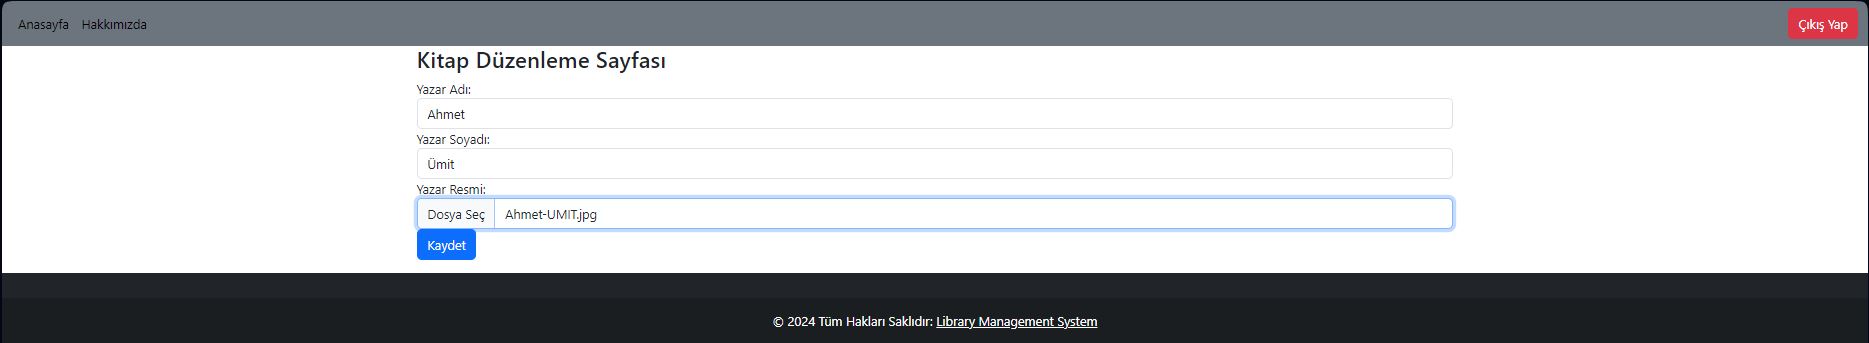 Anasayfa Hakkımızda Çıkış Yap
Kitap Düzenleme Sayfası
Yazar Adı:
Ahmet
Yazar Soyadı:
Ümit
Yazar Resmi:
Dosya Seç Ahmet-UMIT.jpg
Kaydet
© 2024 Tüm Hakları Saklıdır: Library Management System